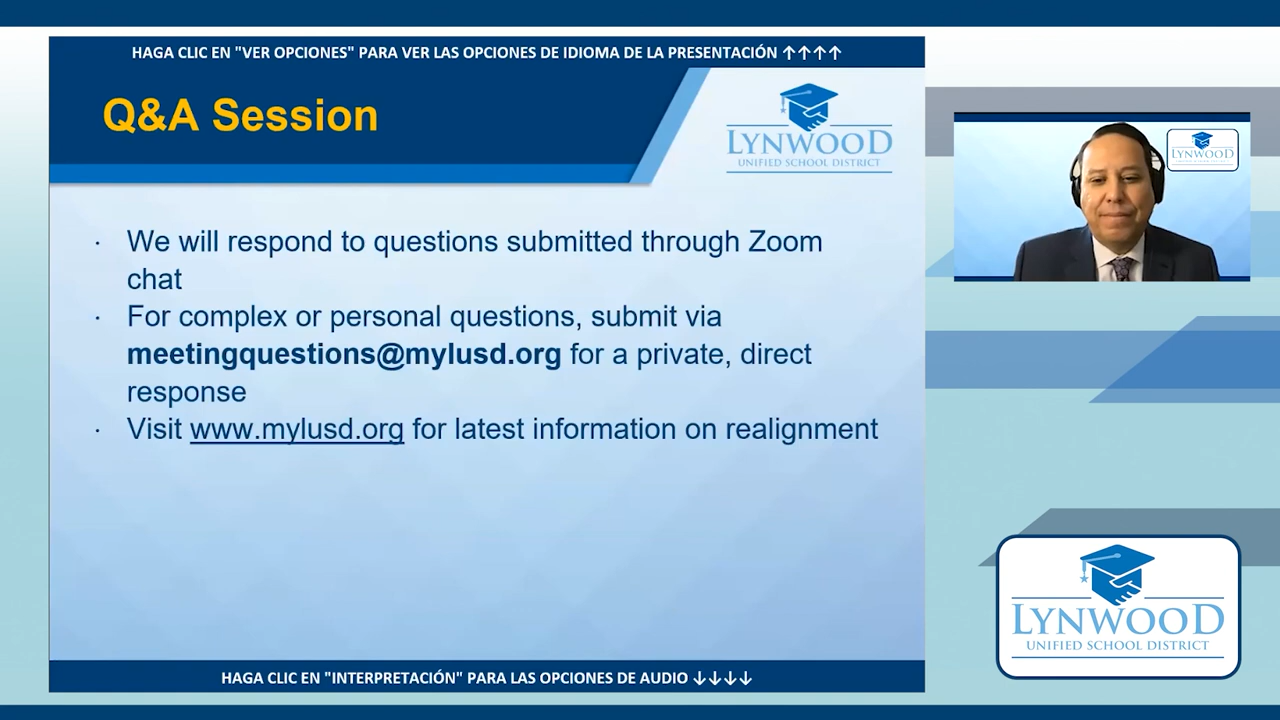 HAGA CLIC EN "VER OPCIONES" PARA VER LAS OPCIONES DE IDIOMA DE LA PRESENTACIÓN ↑↑↑↑
Q&A Session
LYNWOOD
UNIFIED SCHOOL DISTRICT
· We will respond to questions submitted through Zoom
chat
· For complex or personal questions, submit via
meetingquestions@mylusd.org for a private, direct
response
· Visit www.mylusd.org for latest information on realignment
HAGA CLIC EN "INTERPRETACIÓN" PARA LAS OPCIONES DE AUDIO ↓↓↓↓
LYNWOOD
LYNWOOD
UNIFIED SCHOOL DISTRICT